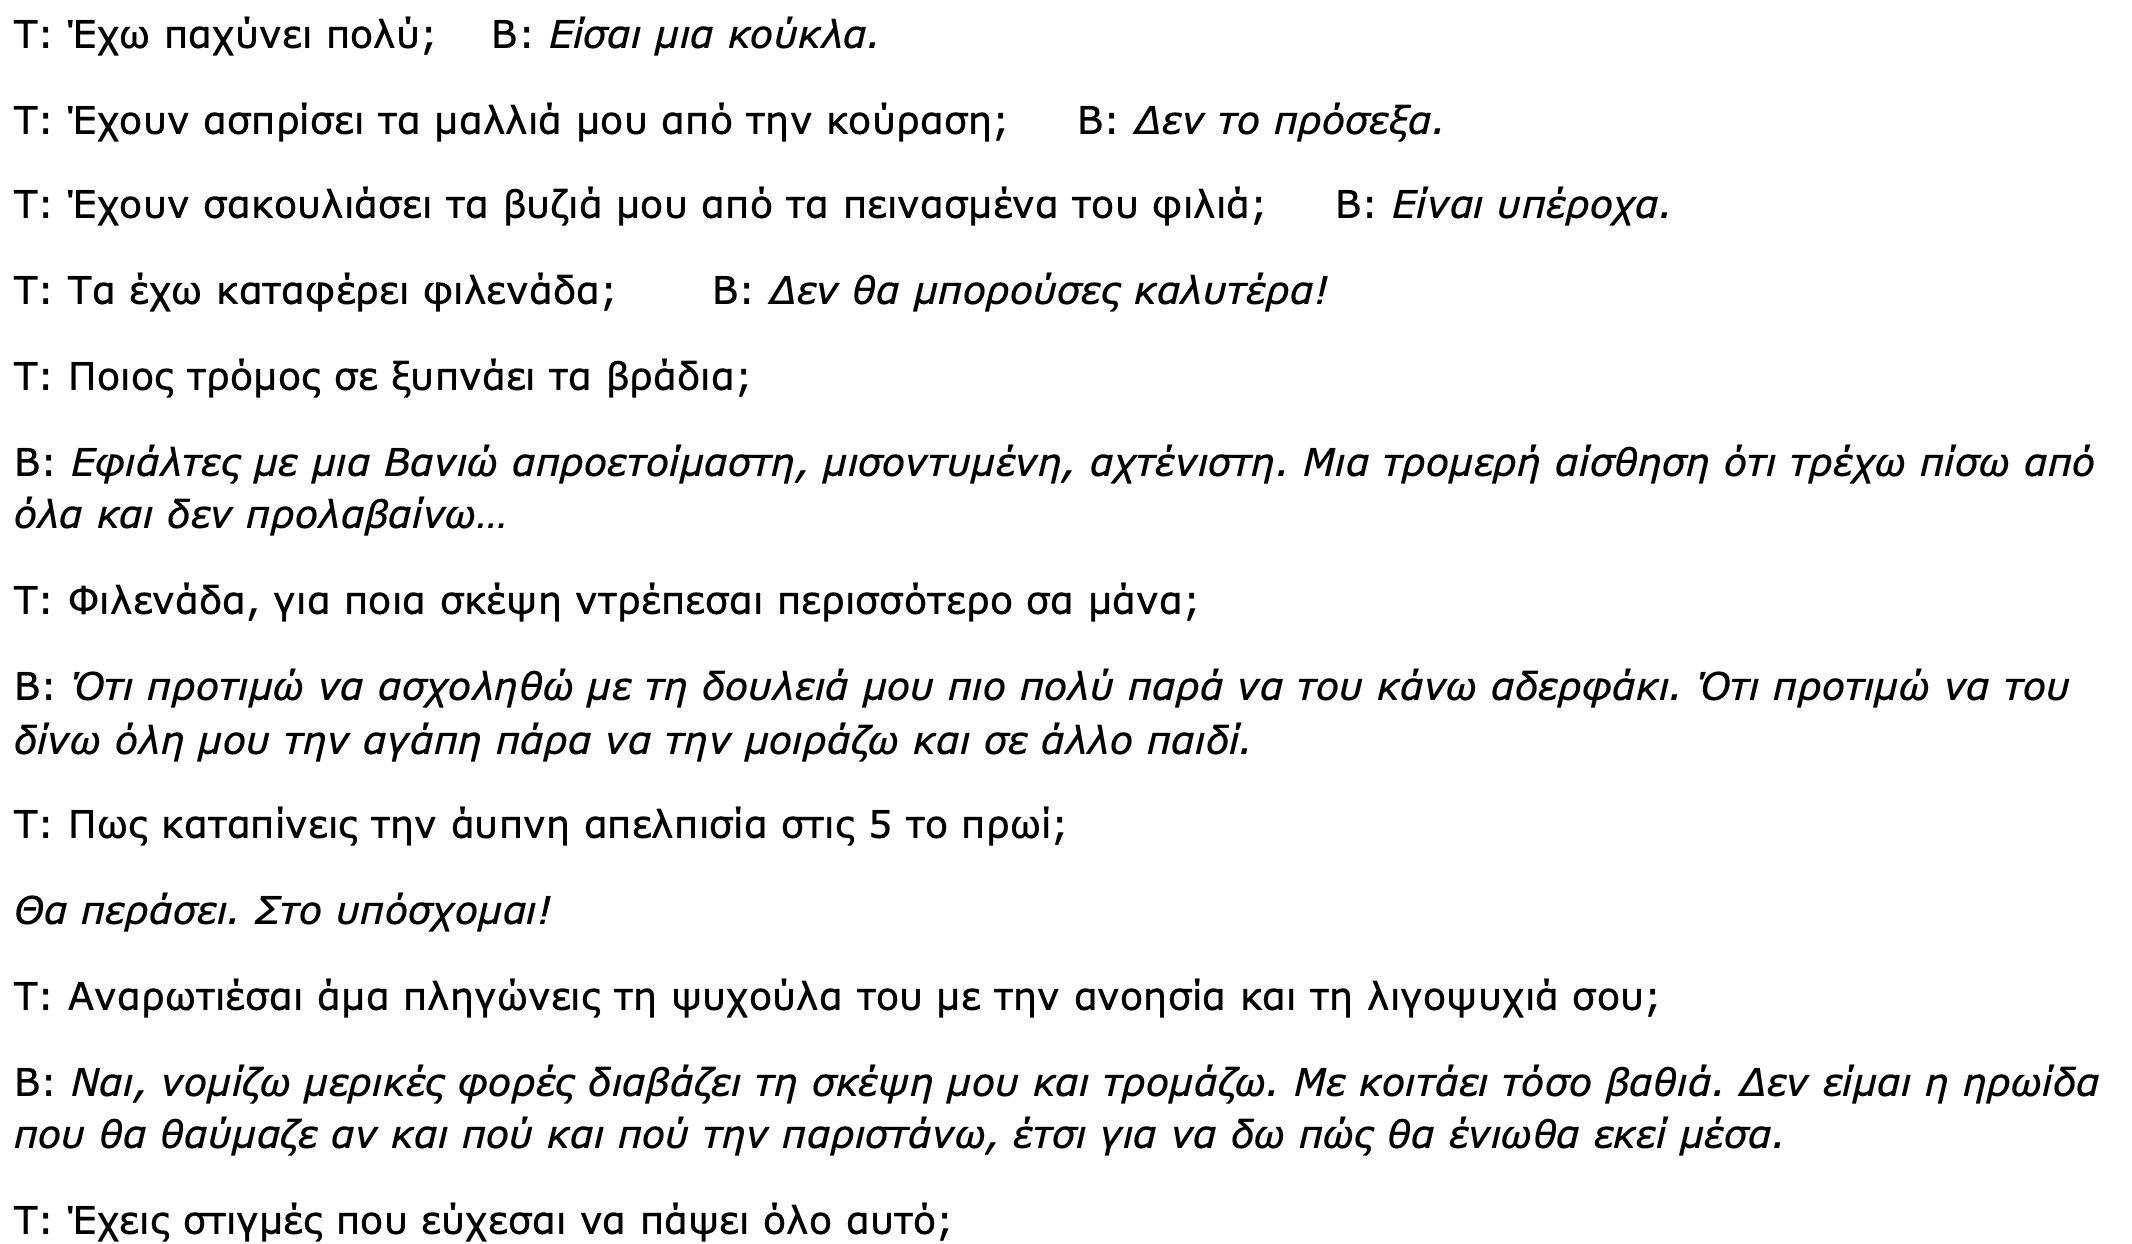 Τ: Έχω παχύνει πολύ; Β: Είσαι μια κούκλα.
Τ: Έχουν ασπρίσει τα μαλλιά μου από την κούραση; Β: Δεν το πρόσεξα.
Τ: Έχουν σακουλιάσει τα βυζιά μου από τα πεινασμένα του φιλιά; Β: Είναι υπέροχα.
Τ: Τα έχω καταφέρει φιλενάδα; Β: Δεν θα μπορούσες καλυτέρα!
Τ: Ποιος τρόμος σε ξυπνάει τα βράδια;
Β: Εφιάλτες με μια Βανιώ απροετοίμαστη, μισοντυμένη, αχτένιστη. Μια τρομερή αίσθηση ότι τρέχω πίσω από
όλα και δεν προλαβαίνω…
Τ: Φιλενάδα, για ποια σκέψη ντρέπεσαι περισσότερο σα μάνα;
Β: Ότι προτιμώ να ασχοληθώ με τη δουλειά μου πιο πολύ παρά να του κάνω αδερφάκι. Ότι προτιμώ να του
δίνω όλη μου την αγάπη πάρα να την μοιράζω και σε άλλο παιδί.
Τ: Πως καταπίνεις την άυπνη απελπισία στις 5 το πρωί;
Θα περάσει. Στο υπόσχομαι!
Τ: Αναρωτιέσαι άμα πληγώνεις τη ψυχούλα του με την ανοησία και τη λιγοψυχιά σου;
Β: Ναι, νομίζω μερικές φορές διαβάζει τη σκέψη μου και τρομάζω. Με κοιτάει τόσο βαθιά. Δεν είμαι η ηρωίδα
που θα θαύμαζε αν και πού και πού την παριστάνω, έτσι για να δω πώς θα ένιωθα εκεί μέσα.
Τ: Έχεις στιγμές που εύχεσαι να πάψει όλο αυτό;